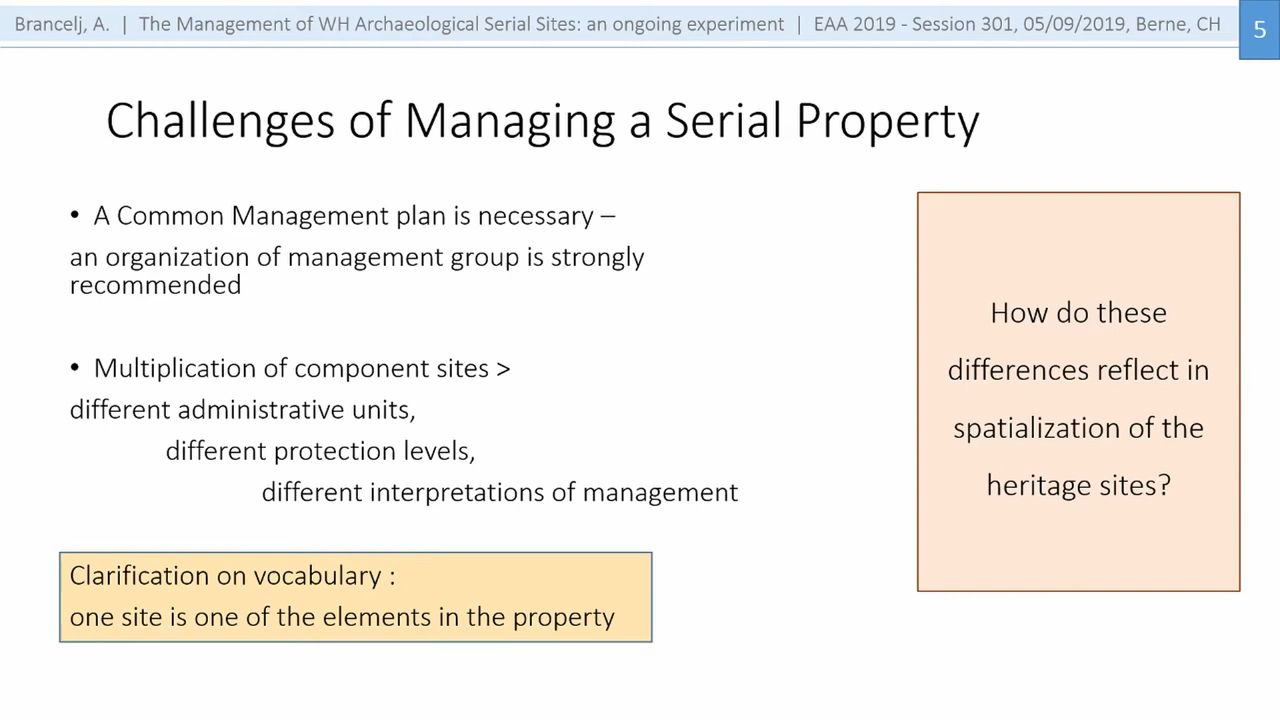 Brancelj, A. | The Management of WH Archaeological Serial Sites: an ongoing experiment | EAA 2019 - Session 301, 05/09/2019, Berne, CH
5
Challenges of Managing a Serial Property
• A Common Management plan is necessary –
an organization of management group is strongly
recommended
• Multiplication of component sites >
different administrative units,
different protection levels,
different interpretations of management
Clarification on vocabulary :
one site is one of the elements in the property
How do these
differences reflect in
spatialization of the
heritage sites?